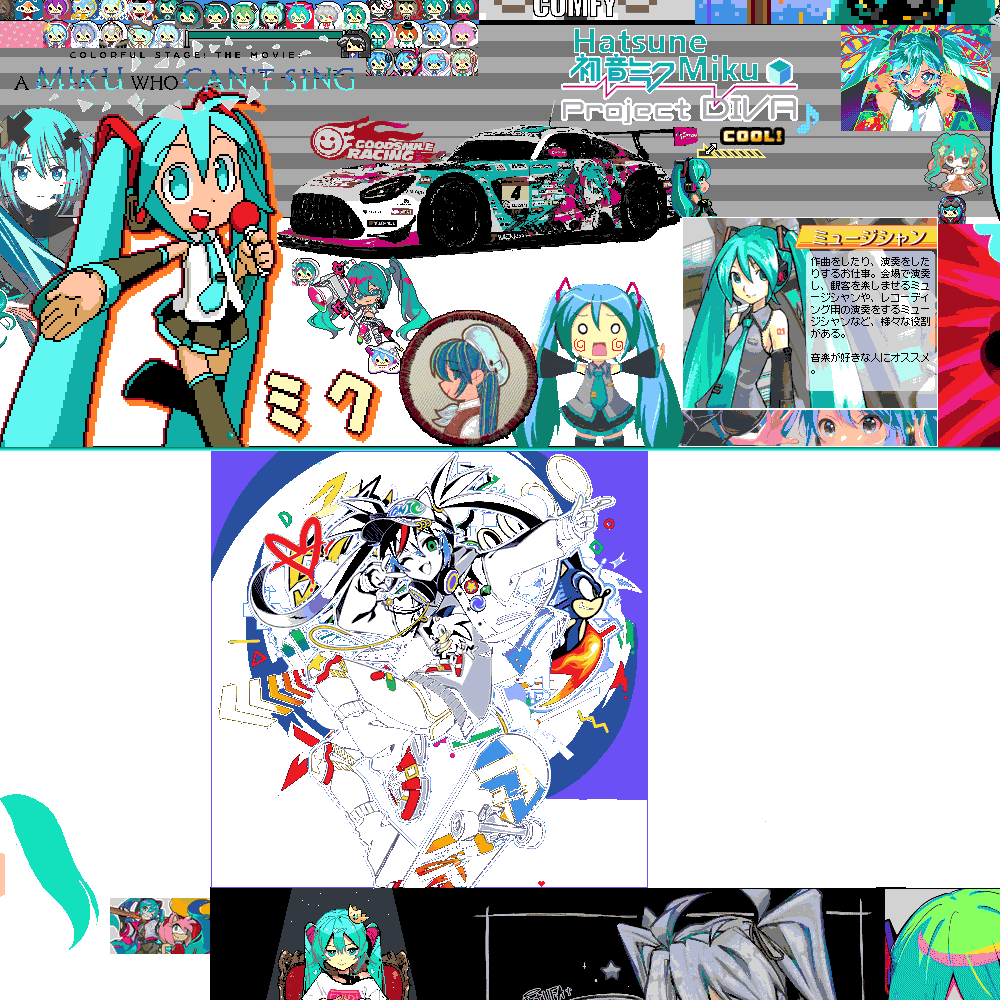 COMFY
COLORFUL STAGE! THE MOVIE:
A MIKU WHO CAN'T SING
Hatsune
初音ミク Miku
Project DIVA
GOODSMILE
RACING
COOL!
4
ミュージシャン
作曲をしたり、演奏をした
りするお仕事。会場で演奏
し、観客を楽しませるミュ
ージシャンや、レコーディ
ング用の演奏をするミュー
ジシャンなど、様々な役割
がある。
音楽が好きな人にオススメ
。
ミク